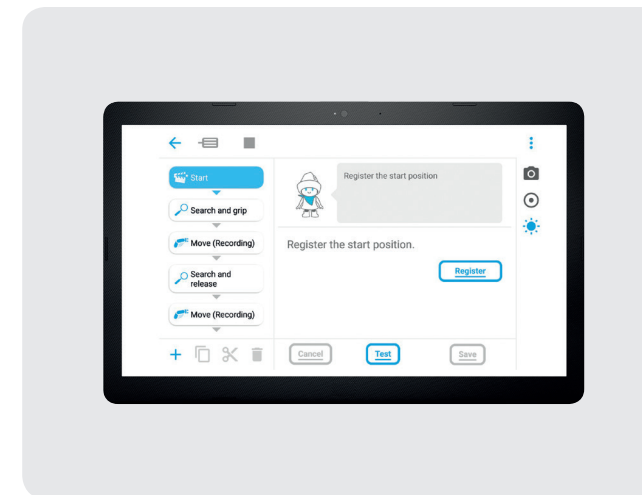 Start
Search and grip
Move (Recording)
Search and
release
Move (Recording)
Register the start position
Register the start position.
Register
Cancel
Test
Save